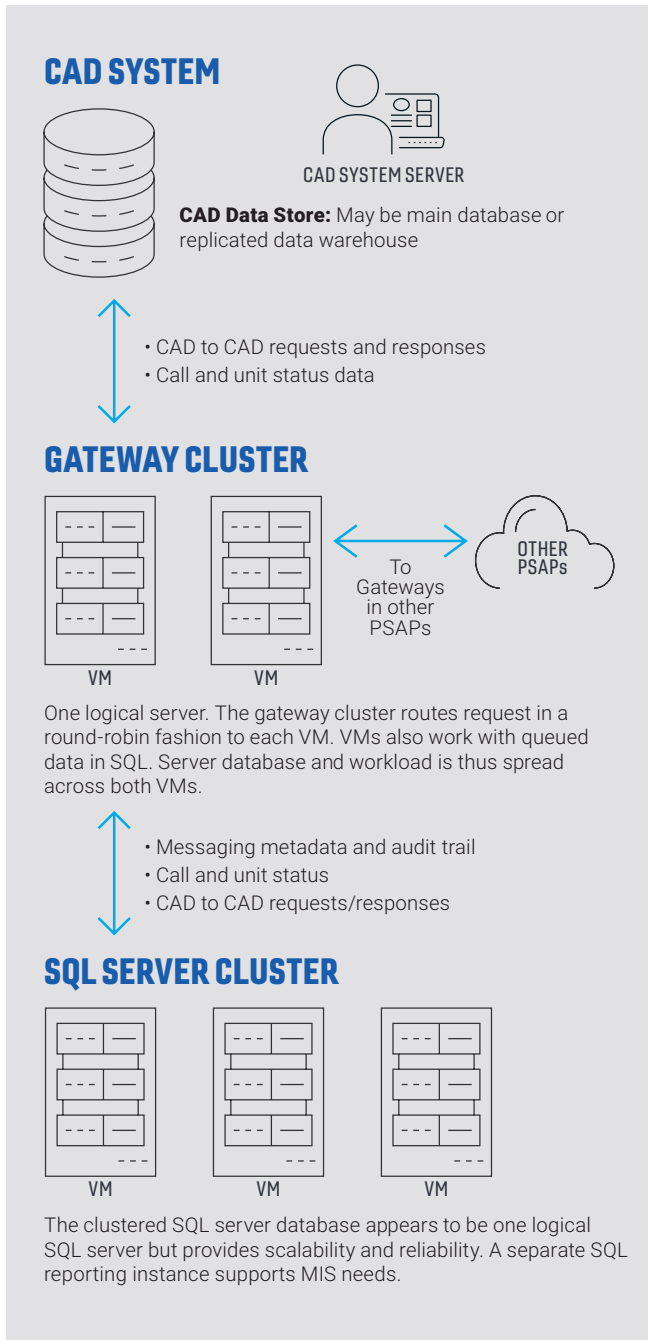 CAD SYSTEM
CAD SYSTEM SERVER
CAD Data Store: May be main database or
replicated data warehouse
• CAD to CAD requests and responses
• Call and unit status data
GATEWAY CLUSTER
OTHER
PSAPs
To
Gateways
in other
PSAPs
VM
VM
One logical server. The gateway cluster routes request in a
round-robin fashion to each VM. VMs also work with queued
data in SQL. Server database and workload is thus spread
across both VMs.
• Messaging metadata and audit trail
• Call and unit status
• CAD to CAD requests/responses
SQL SERVER CLUSTER
VM
VM
VM
The clustered SQL server database appears to be one logical
SQL server but provides scalability and reliability. A separate SQL
reporting instance supports MIS needs.